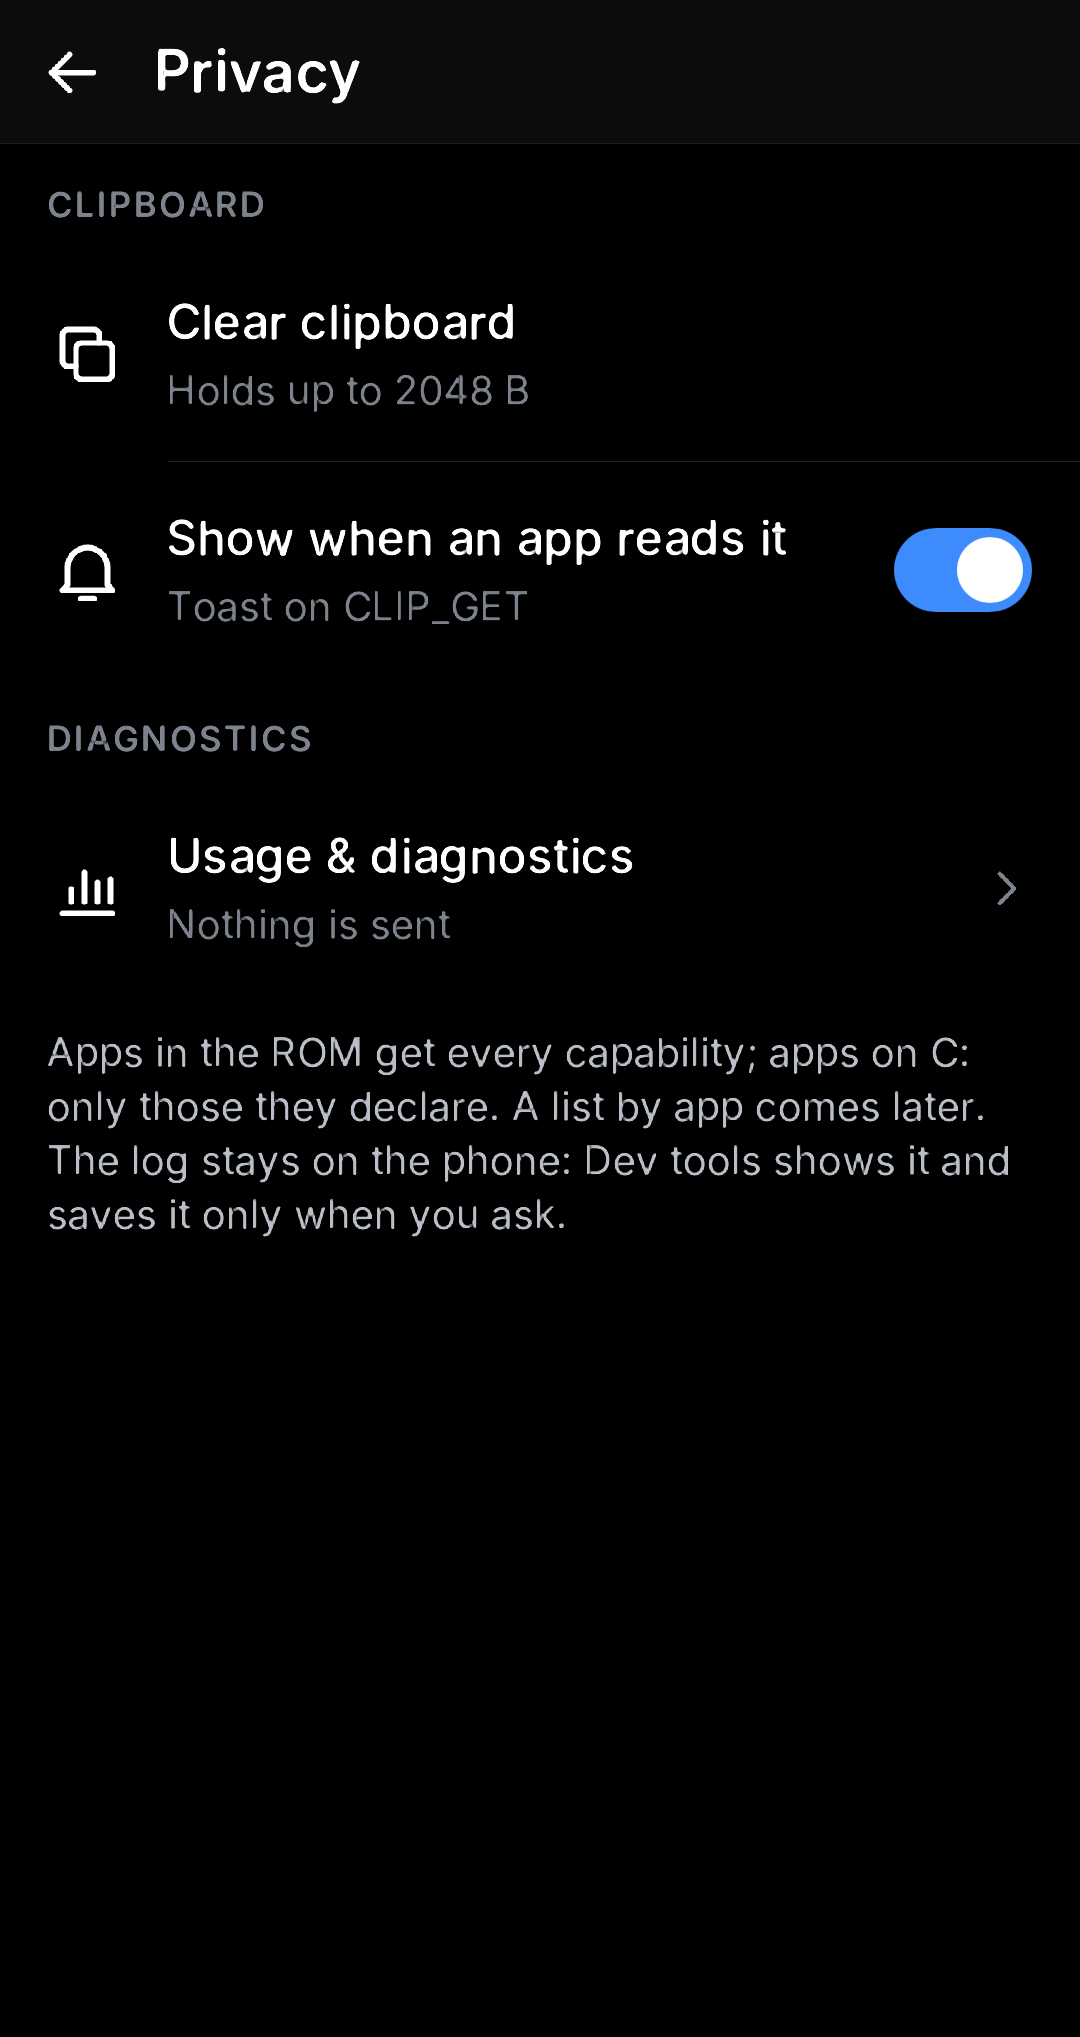 Privacy
CLIPBOARD
Clear clipboard
Holds up to 2048 B
Show when an app reads it
Toast on CLIP_GET
DIAGNOSTICS
Usage & diagnostics
Nothing is sent
Apps in the ROM get every capability; apps on C:
only those they declare. A list by app comes later.
The log stays on the phone: Dev tools shows it and
saves it only when you ask.